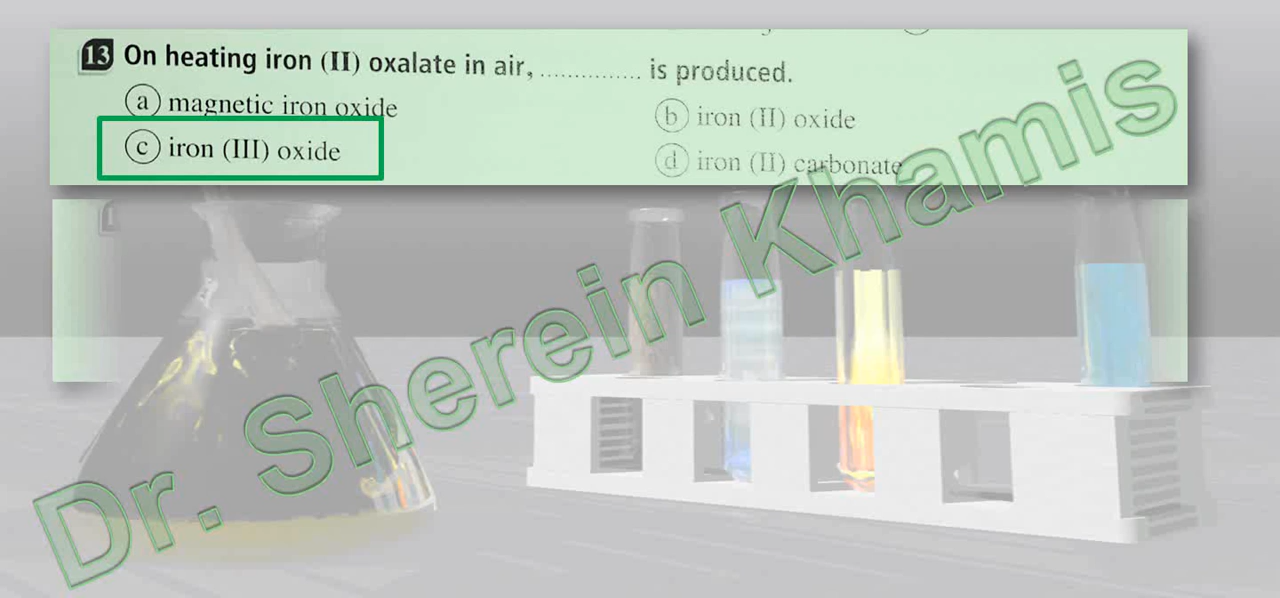 13 On heating iron (II) oxalate in air, .............. is produced.
a magnetic iron oxide
b iron (II) oxide
c iron (III) oxide
d iron (II) carbonate
Dr. Sherein Khamis